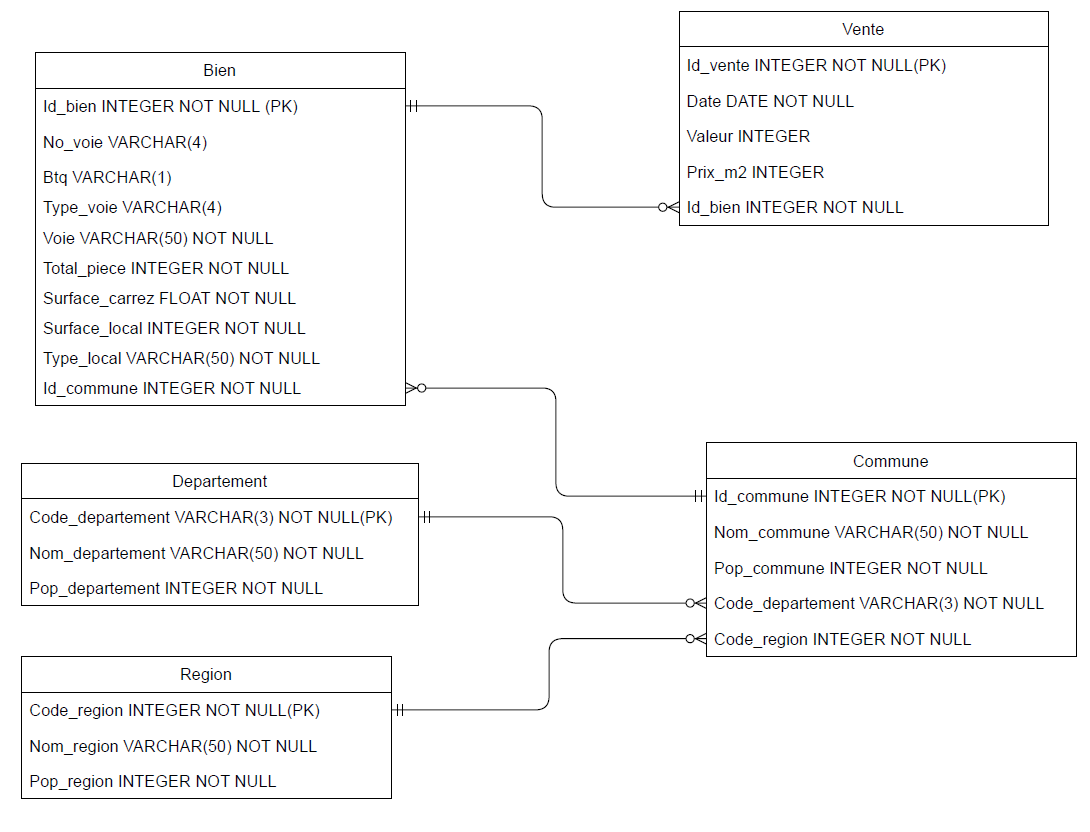 Vente
Id_vente INTEGER NOT NULL(PK)
Date DATE NOT NULL
Valeur INTEGER
Prix_m2 INTEGER
Id_bien INTEGER NOT NULL
Bien
Id_bien INTEGER NOT NULL (PK)
No_voie VARCHAR(4)
Btq VARCHAR(1)
Type_voie VARCHAR(4)
Voie VARCHAR(50) NOT NULL
Total_piece INTEGER NOT NULL
Surface_carrez FLOAT NOT NULL
Surface_local INTEGER NOT NULL
Type_local VARCHAR(50) NOT NULL
Id_commune INTEGER NOT NULL
Commune
Id_commune INTEGER NOT NULL(PK)
Nom_commune VARCHAR(50) NOT NULL
Pop_commune INTEGER NOT NULL
Code_departement VARCHAR(3) NOT NULL
Code_region INTEGER NOT NULL
Departement
Code_departement VARCHAR(3) NOT NULL(PK)
Nom_departement VARCHAR(50) NOT NULL
Pop_departement INTEGER NOT NULL
Region
Code_region INTEGER NOT NULL(PK)
Nom_region VARCHAR(50) NOT NULL
Pop_region INTEGER NOT NULL